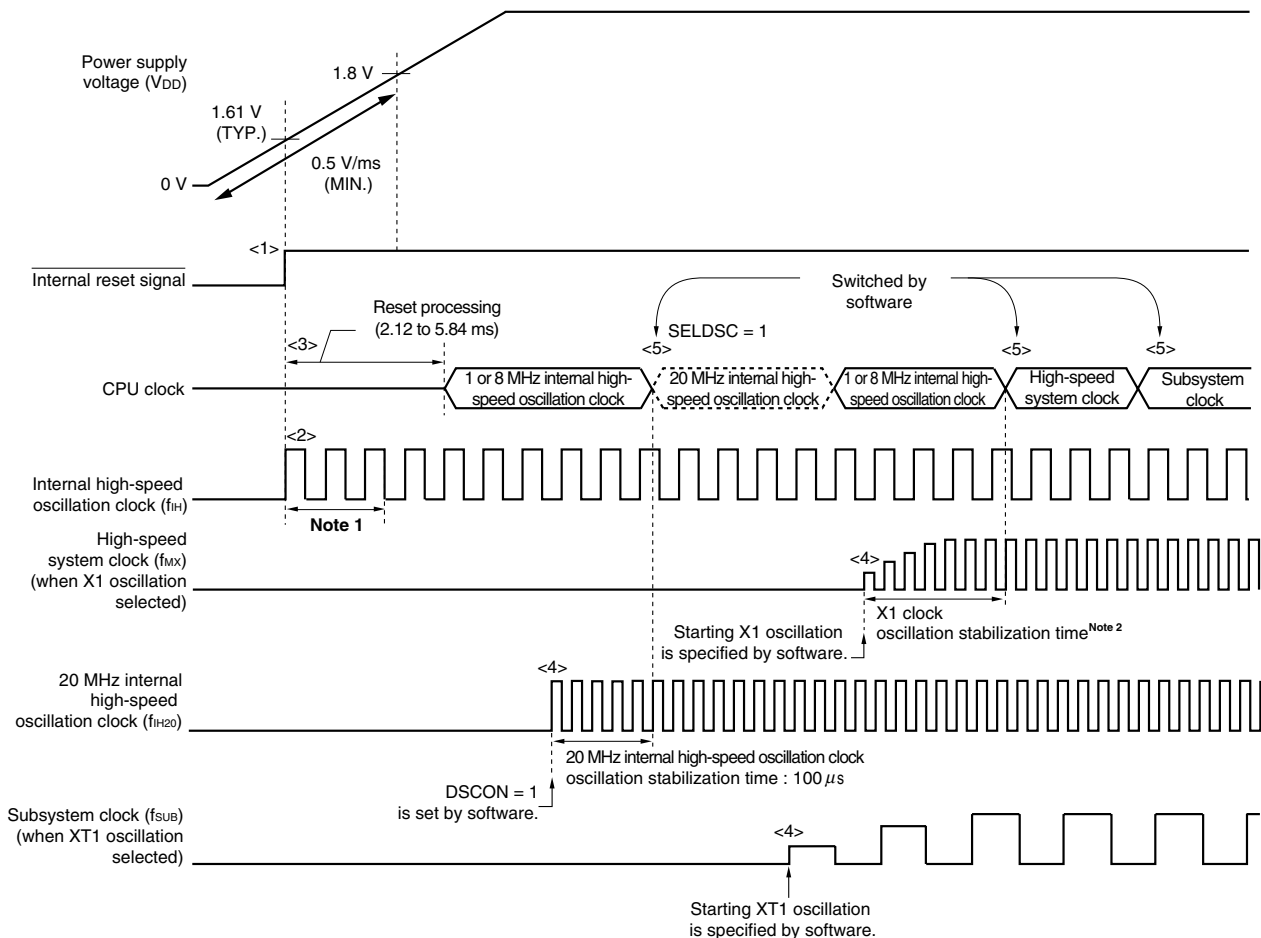 Power supply
voltage (VDD)
1.8 V
1.61 V
(TYP.)
0.5 V/ms
(MIN.)
0 V
<1>
Internal reset signal
Switched by
software
Reset processing
(2.12 to 5.84 ms)
SELDSC = 1
<3>
<5>
<5>
<5>
CPU clock
1 or 8 MHz internal high-
speed oscillation clock
20 MHz internal high-
speed oscillation clock
1 or 8 MHz internal high-
speed oscillation clock
High-speed
system clock
Subsystem
clock
<2>
Internal high-speed
oscillation clock (fIH)
Note 1
High-speed
system clock (fMX)
(when X1 oscillation
selected)
<4>
X1 clock
oscillation stabilization time Note 2
Starting X1 oscillation
is specified by software.
<4>
20 MHz internal
high-speed
oscillation clock (fIH20)
20 MHz internal high-speed oscillation clock
oscillation stabilization time : 100 μs
DSCON = 1
is set by software.
Subsystem clock (fSUB)
(when XT1 oscillation
selected)
<4>
Starting XT1 oscillation
is specified by software.